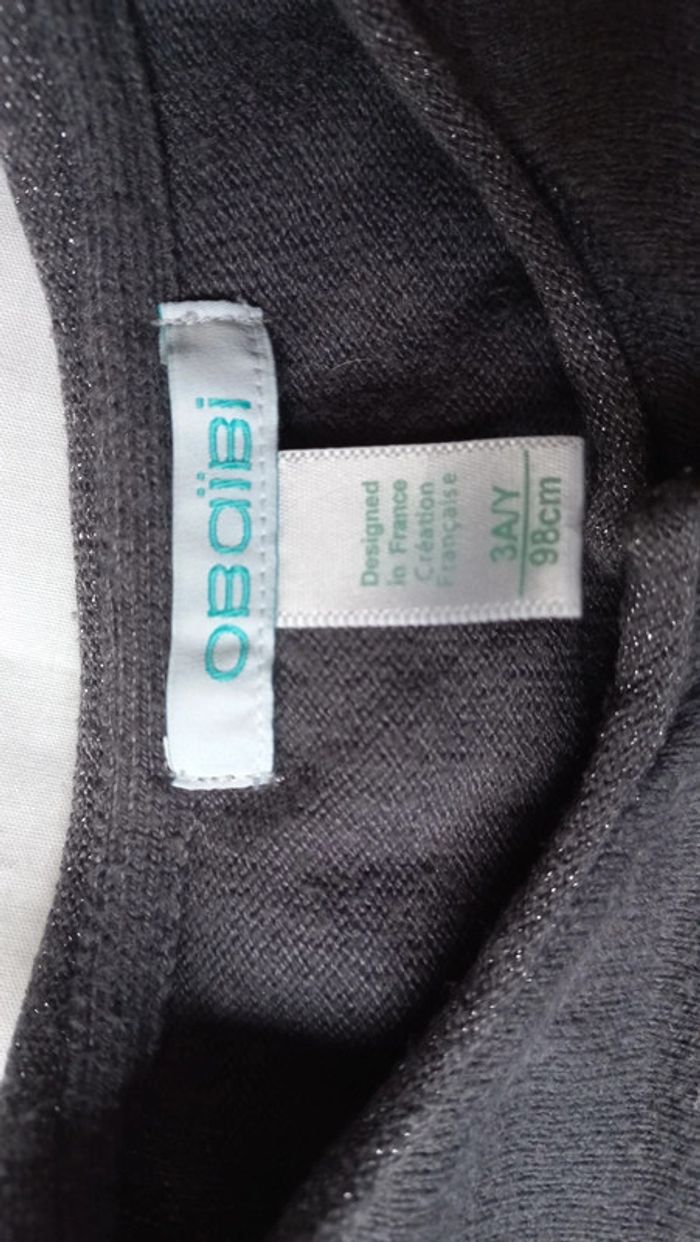 OBAÏBI
Designed
in France
Création
Française
3A/Y
98cm